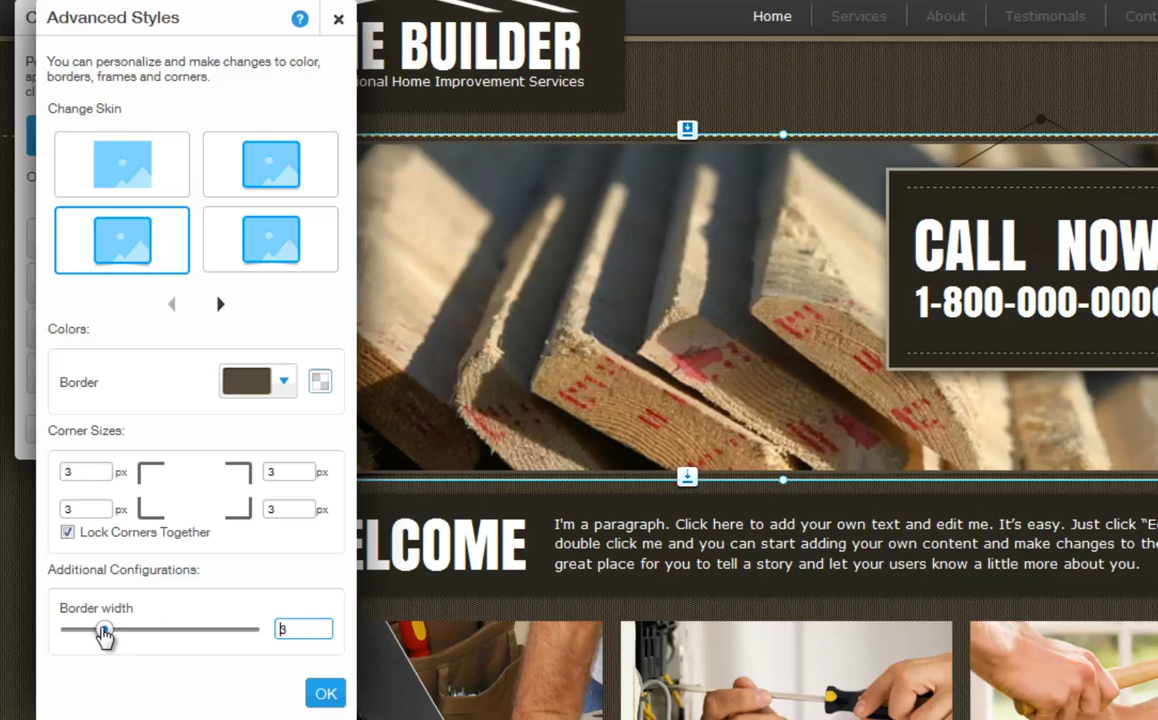 Advanced Styles
?
You can personalize and make changes to color,
borders, frames and corners.
Change Skin
Colors:
Border
Corner Sizes:
3 px 3 px
3 px 3 px
Lock Corners Together
Additional Configurations:
Border width
3
OK
Home Services About Testimonials Cont
E BUILDER
ional Home Improvement Services
CALL NOW
1-800-000-0000
ELCOME
I'm a paragraph. Click here to add your own text and edit me. It's easy. Just click "E
double click me and you can start adding your own content and make changes to the
great place for you to tell a story and let your users know a little more about you.